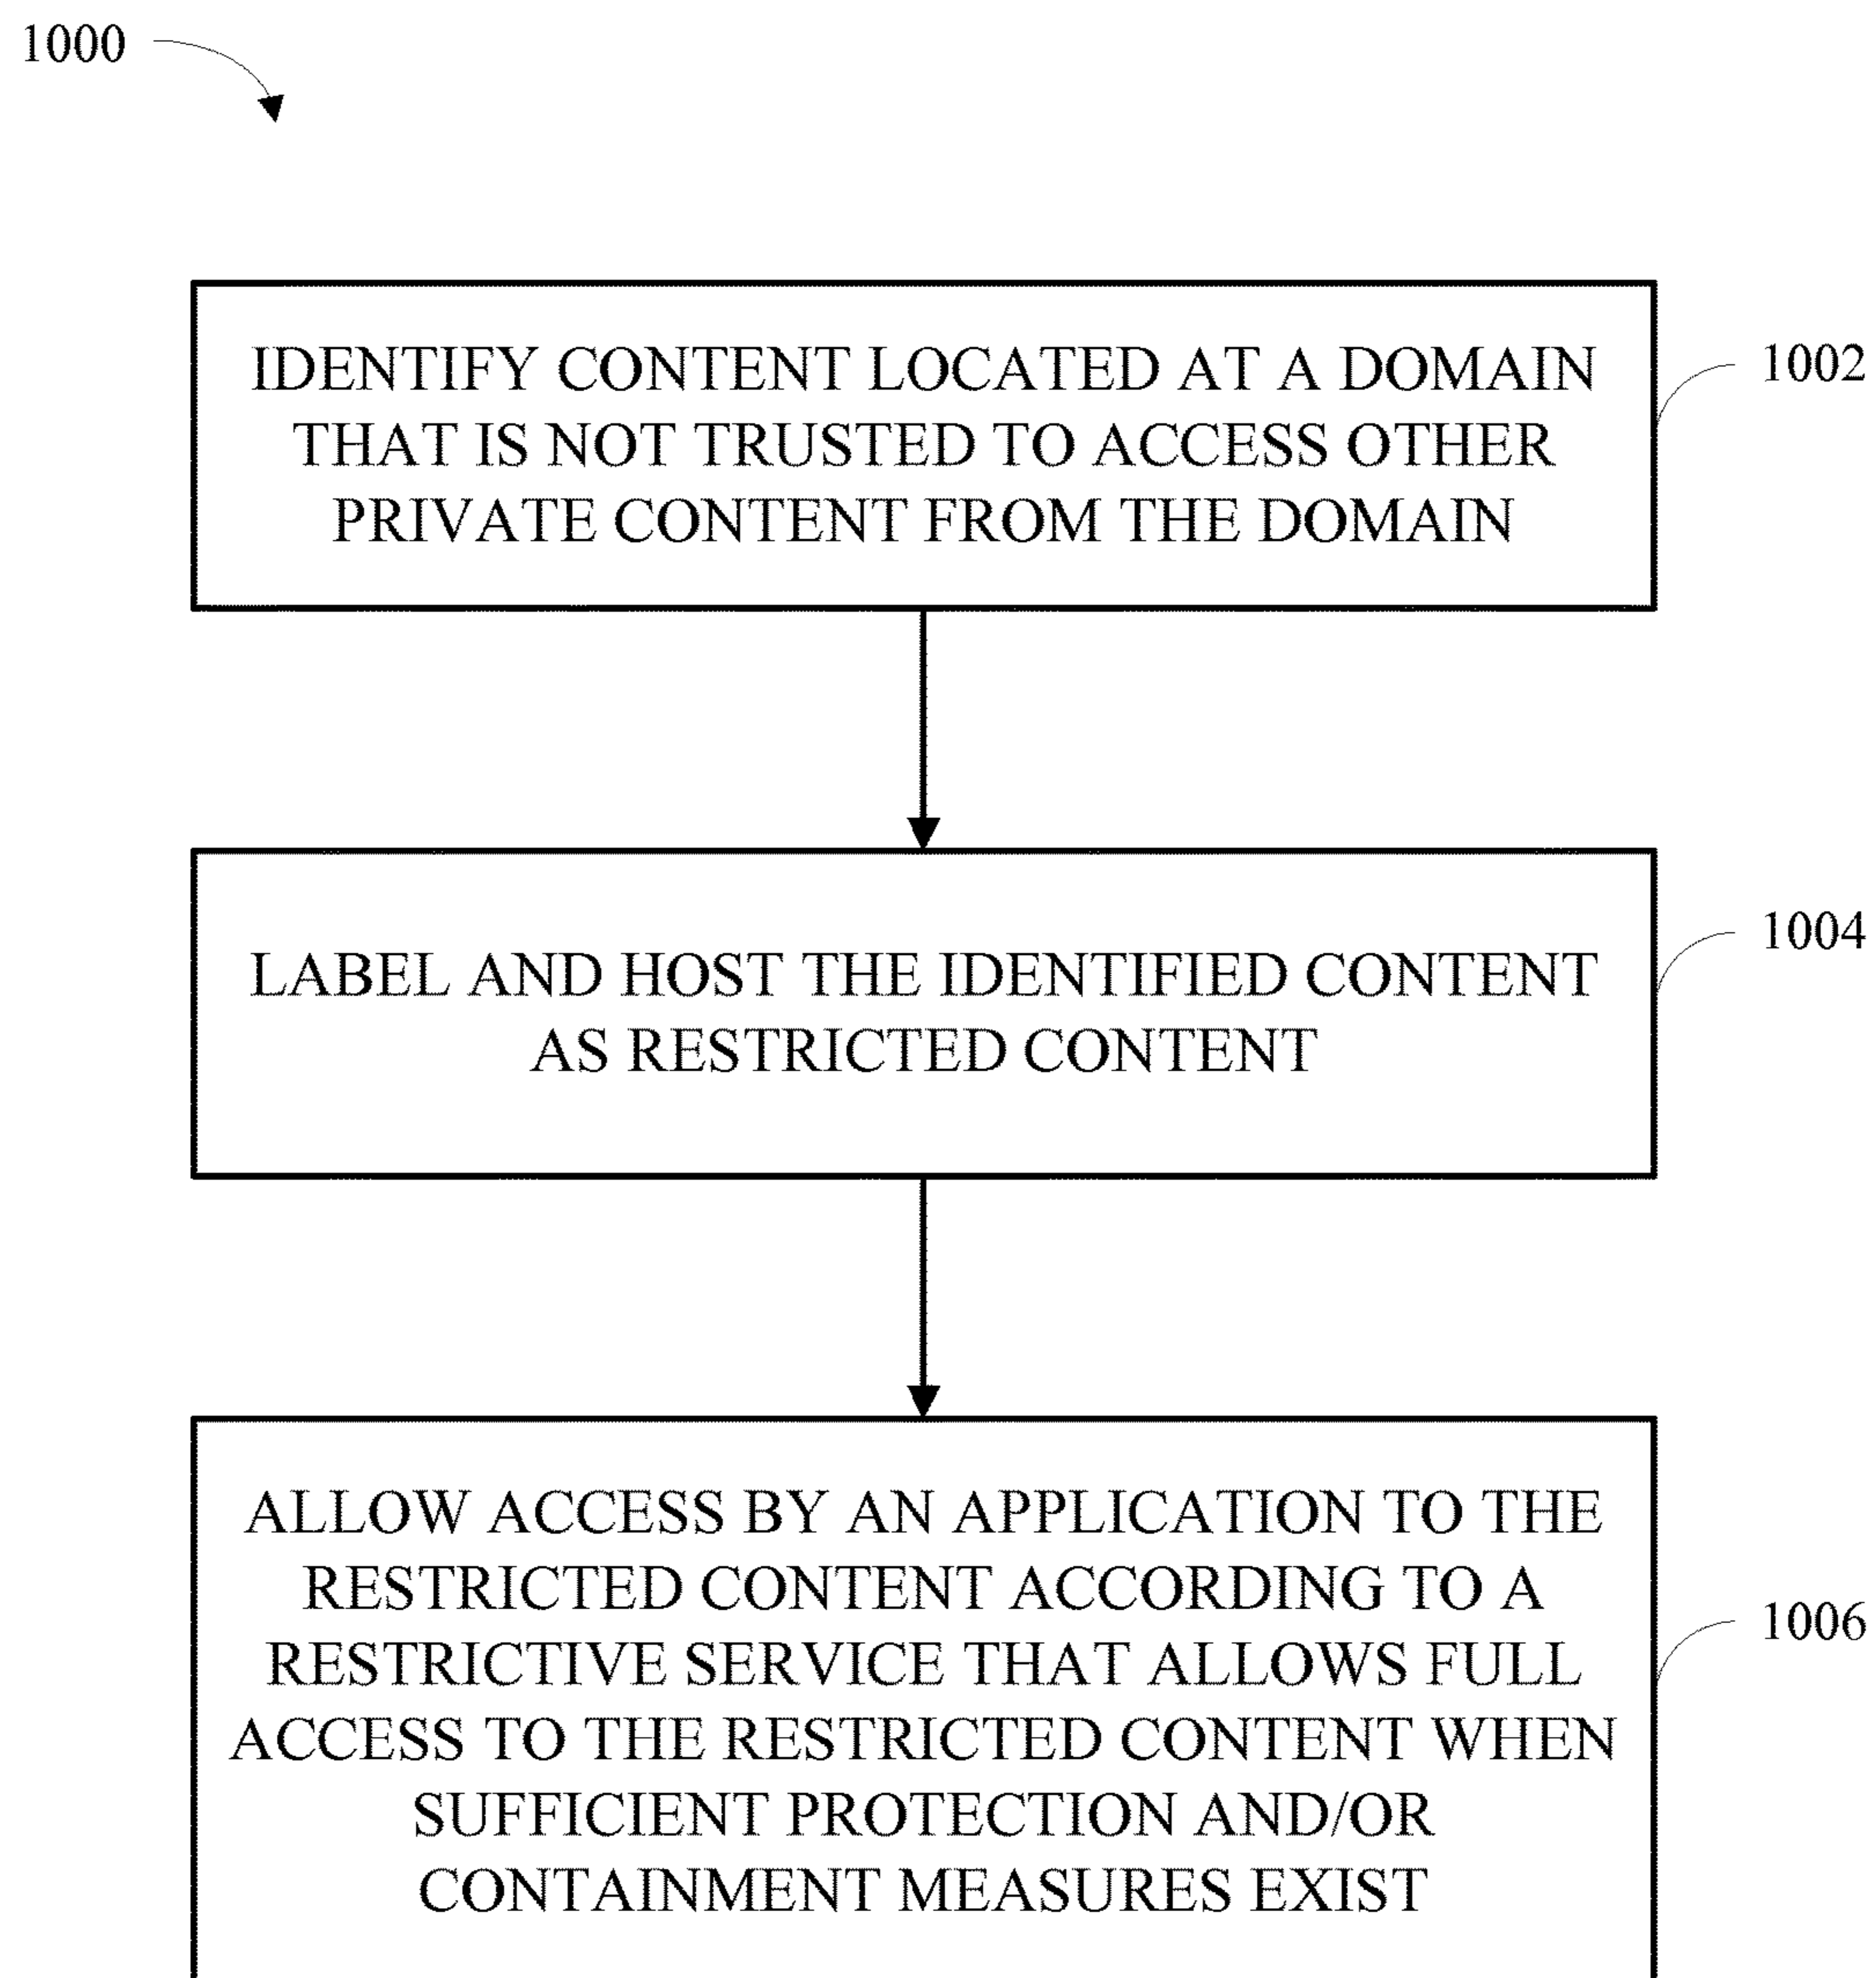 1000
IDENTIFY CONTENT LOCATED AT A DOMAIN
THAT IS NOT TRUSTED TO ACCESS OTHER
PRIVATE CONTENT FROM THE DOMAIN
1002
LABEL AND HOST THE IDENTIFIED CONTENT
AS RESTRICTED CONTENT
1004
ALLOW ACCESS BY AN APPLICATION TO THE
RESTRICTED CONTENT ACCORDING TO A
RESTRICTIVE SERVICE THAT ALLOWS FULL
ACCESS TO THE RESTRICTED CONTENT WHEN
SUFFICIENT PROTECTION AND/OR
CONTAINMENT MEASURES EXIST
1006